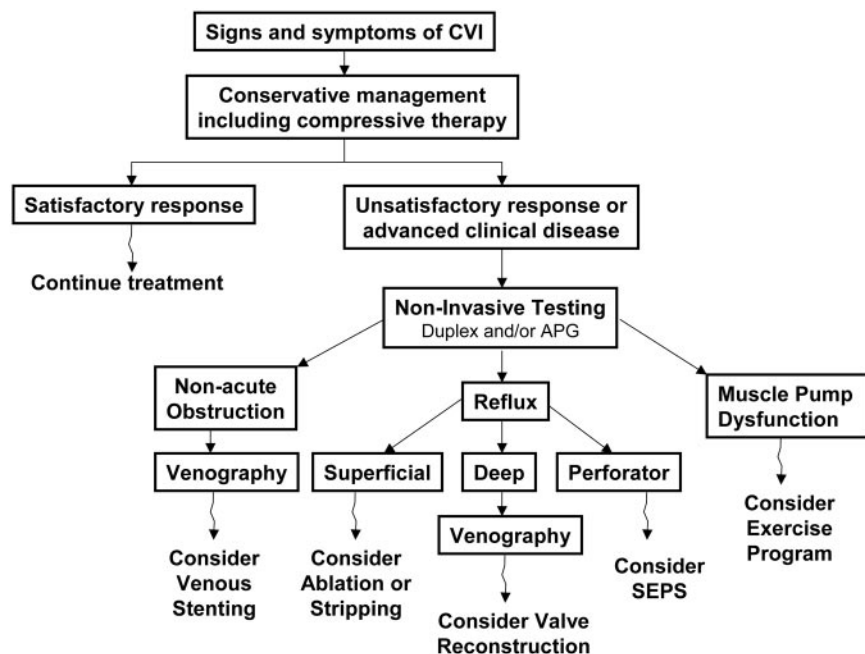 Signs and symptoms of CVI
Conservative management
including compressive therapy
Satisfactory response
Unsatisfactory response or
advanced clinical disease
Continue treatment
Non-Invasive Testing
Duplex and/or APG
Non-acute
Obstruction
Reflux
Muscle Pump
Dysfunction
Venography
Superficial
Deep
Perforator
Consider
Venous
Stenting
Consider
Ablation or
Stripping
Venography
Consider Valve
Reconstruction
Consider
SEPS
Consider
Exercise
Program